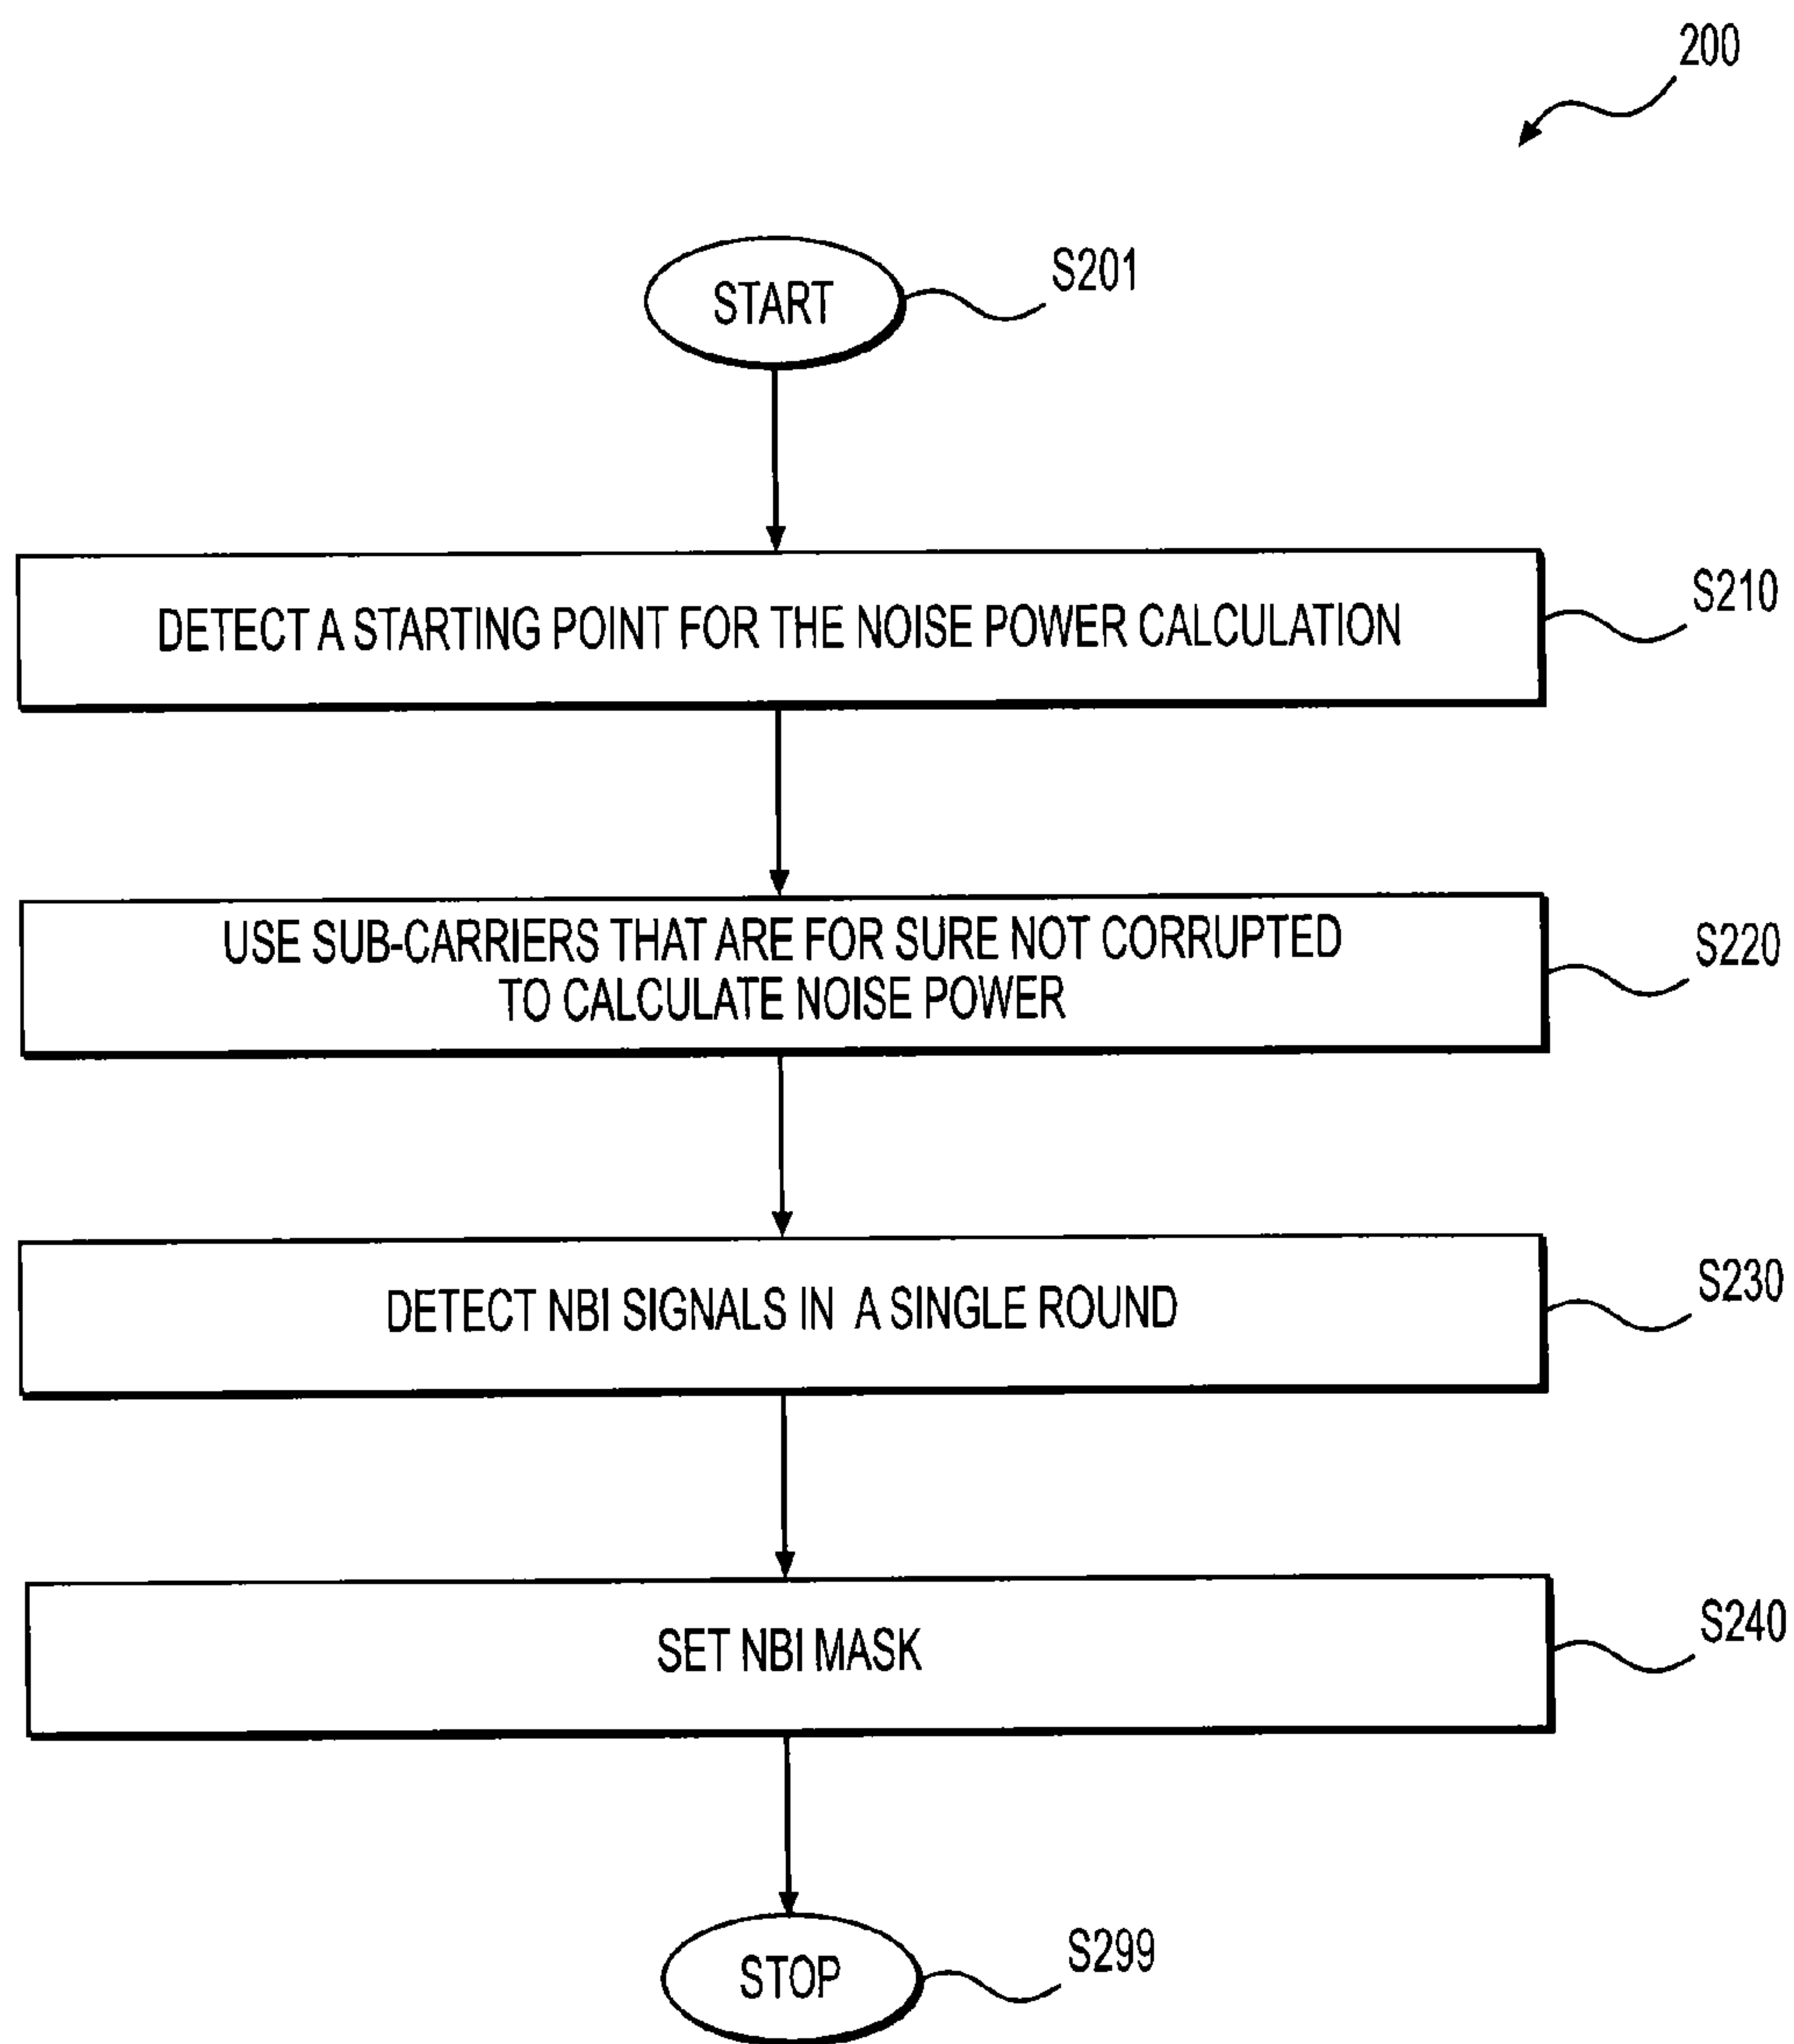 200
START
S201
DETECT A STARTING POINT FOR THE NOISE POWER CALCULATION
S210
USE SUB-CARRIERS THAT ARE FOR SURE NOT CORRUPTED
TO CALCULATE NOISE POWER
S220
DETECT NBI SIGNALS IN A SINGLE ROUND
S230
SET NBI MASK
S240
STOP
S299